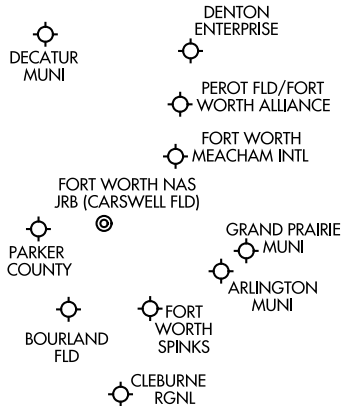 DENTON
ENTERPRISE
DECATUR
MUNI
PEROT FLD/FORT
WORTH ALLIANCE
FORT WORTH
MEACHAM INTL
FORT WORTH NAS
JRB (CARSWELL FLD)
PARKER
COUNTY
GRAND PRAIRIE
MUNI
ARLINGTON
MUNI
BOURLAND
FLD
FORT
WORTH
SPINKS
CLEBURNE
RGNL